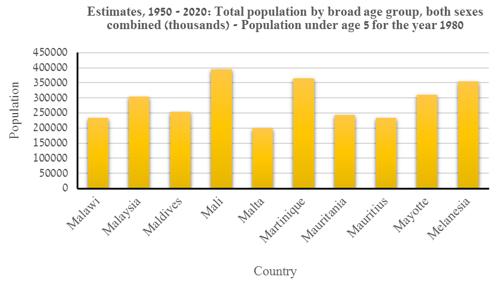 Estimates, 1950 - 2020: Total population by broad age group, both sexes
combined (thousands) - Population under age 5 for the year 1980
450000
400000
350000
300000
250000
200000
150000
100000
50000
0
Population
Malawi
Malaysia
Maldives
Mali
Malta
Martinique
Mauritania
Mauritius
Mayotte
Melanesia
Country